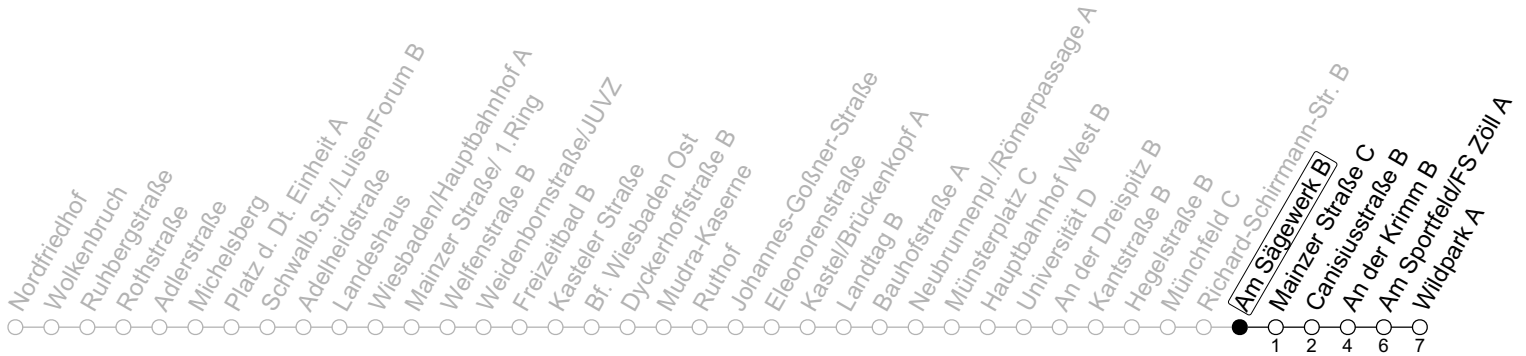 Nordfriedhof
Wolkenbruch
Ruhbergstraße
Rothstraße
Adlerstraße
Michelsberg
Platz d. Dt. Einheit A
Schwalb.Str./LuisenForum B
Adelheidstraße
Landeshaus
Wiesbaden/Hauptbahnhof A
Mainzer Straße/ 1.Ring
Welfenstraße B
Weidenbornstraße/JUVZ
Freizeitbad B
Kasteler Straße
Bf. Wiesbaden Ost
Dyckerhoffstraße B
Mudra-Kaserne
Ruthof
Johannes-Goßner-Straße
Eleonorenstraße
Kastel/Brückenkopf A
Landtag B
Bauhofstraße A
Neubrunnenpl./Römerpassage A
Münsterplatz C
Hauptbahnhof West B
Universität D
An der Dreispitz B
Kantstraße B
Hegelstraße B
Münchfeld C
Richard-Schirrmann-Str. B
Am Sägewerk B
Mainzer Straße C
Canisiusstraße B
An der Krimm B
Am Sportfeld/FS Zöll A
Wildpark A
1 2 4 6 7